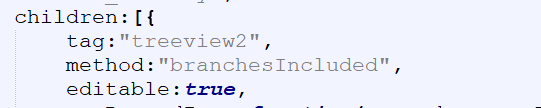 children:[{
tag:"treeview2",
method:"branchesIncluded",
editable:true,